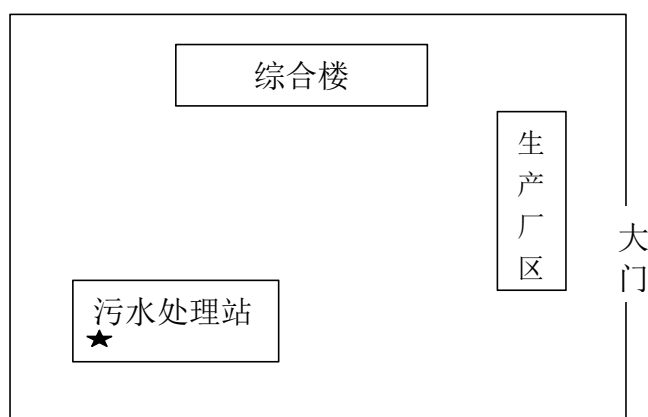 综合楼
生产厂区
大门
污水处理站